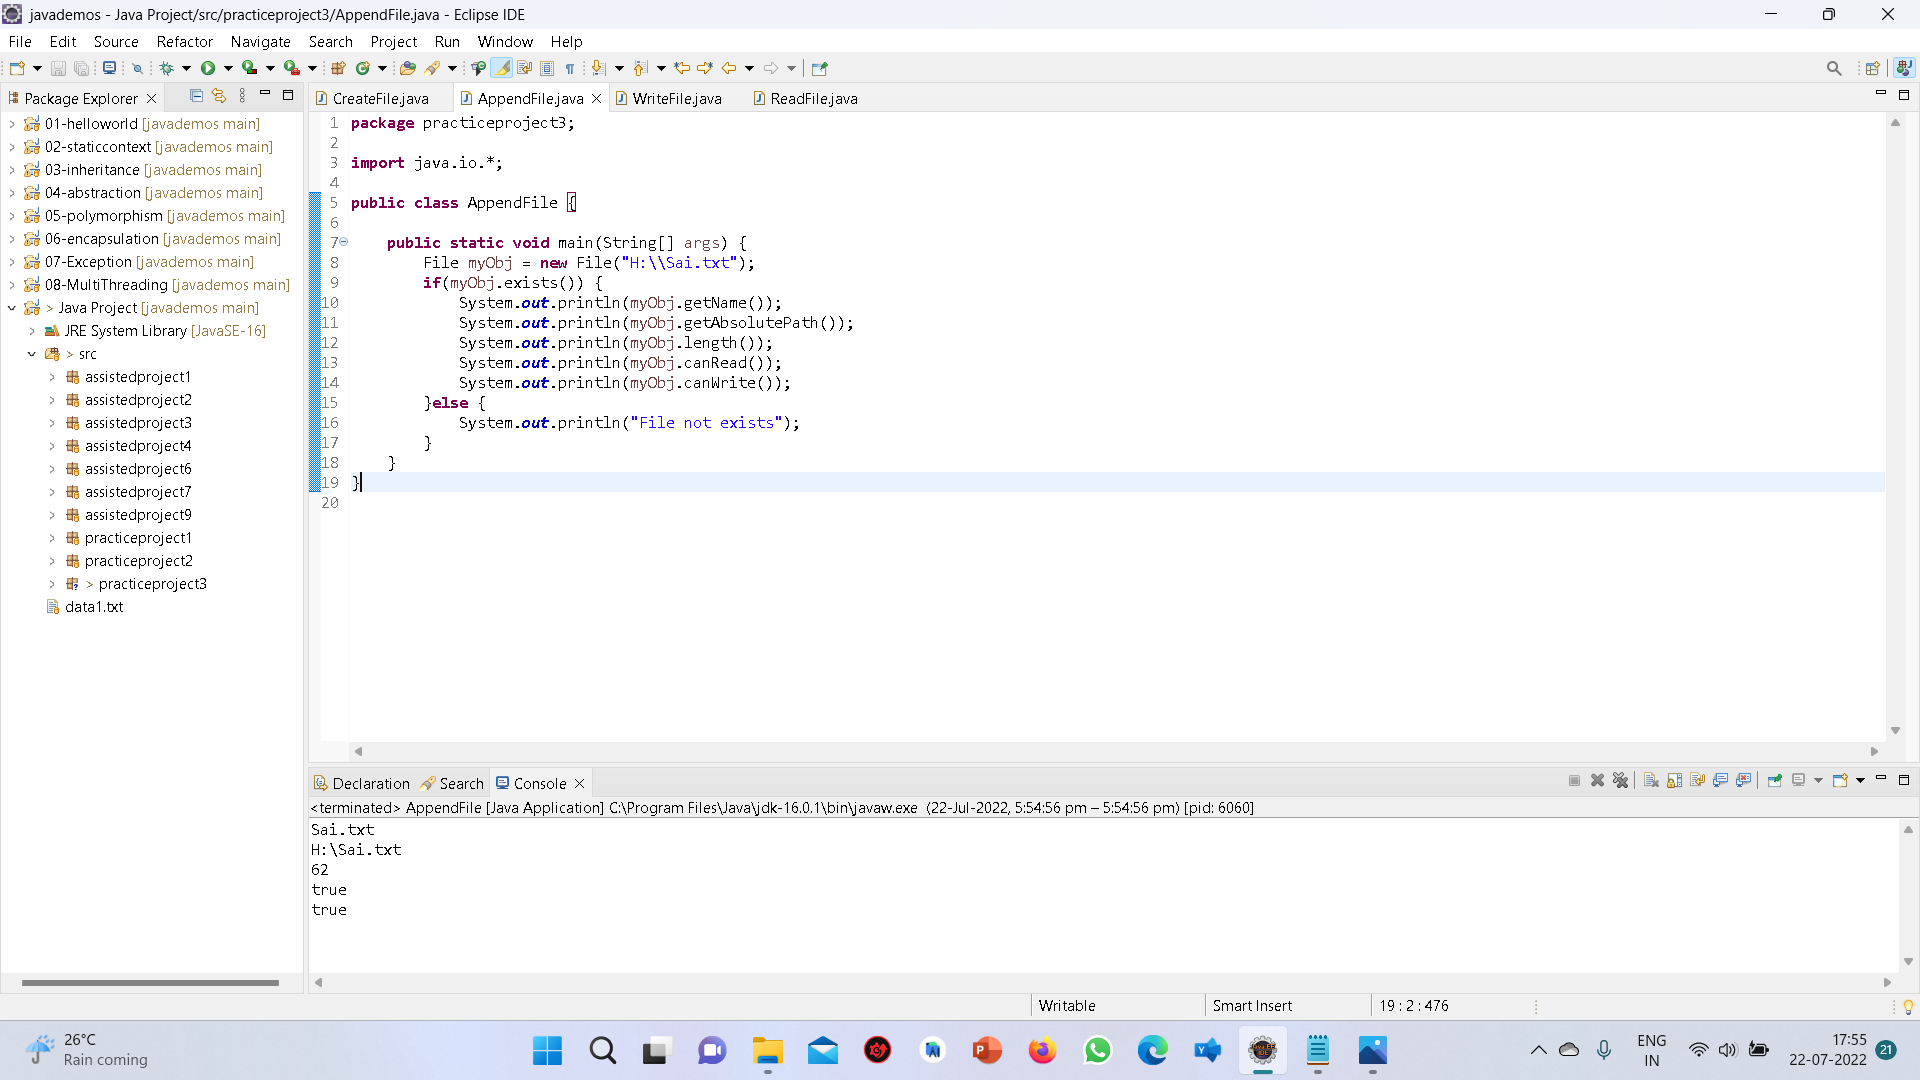 javademos - Java Project/src/practiceproject3/AppendFile.java - Eclipse IDE
File Edit Source Refactor Navigate Search Project Run Window Help
Package Explorer
01-helloworld [javademos main]
02-staticcontext [javademos main]
03-inheritance [javademos main]
04-abstraction [javademos main]
05-polymorphism [javademos main]
06-encapsulation [javademos main]
07-Exception [javademos main]
08-MultiThreading [javademos main]
> Java Project [javademos main]
JRE System Library [JavaSE-16]
> src
assistedproject1
assistedproject2
assistedproject3
assistedproject4
assistedproject6
assistedproject7
assistedproject9
practiceproject1
practiceproject2
> practiceproject3
data1.txt
CreateFile.java AppendFile.java WriteFile.java ReadFile.java
1 package practiceproject3;
2
3 import java.io.*;
4
5 public class AppendFile {
6
7 public static void main(String[] args) {
8 File myObj = new File("H:\\Sai.txt");
9 if(myObj.exists()) {
10 System.out.println(myObj.getName());
11 System.out.println(myObj.getAbsolutePath());
12 System.out.println(myObj.length());
13 System.out.println(myObj.canRead());
14 System.out.println(myObj.canWrite());
15 }else {
16 System.out.println("File not exists");
17 }
18 }
19 }
20
Declaration Search Console
<terminated> AppendFile [Java Application] C:\Program Files\Java\jdk-16.0.1\bin\javaw.exe (22-Jul-2022, 5:54:56 pm – 5:54:56 pm) [pid: 6060]
Sai.txt
H:\Sai.txt
62
true
true
Writable Smart Insert 19 : 2 : 476
26°C
Rain coming
ENG
IN
17:55
22-07-2022
21